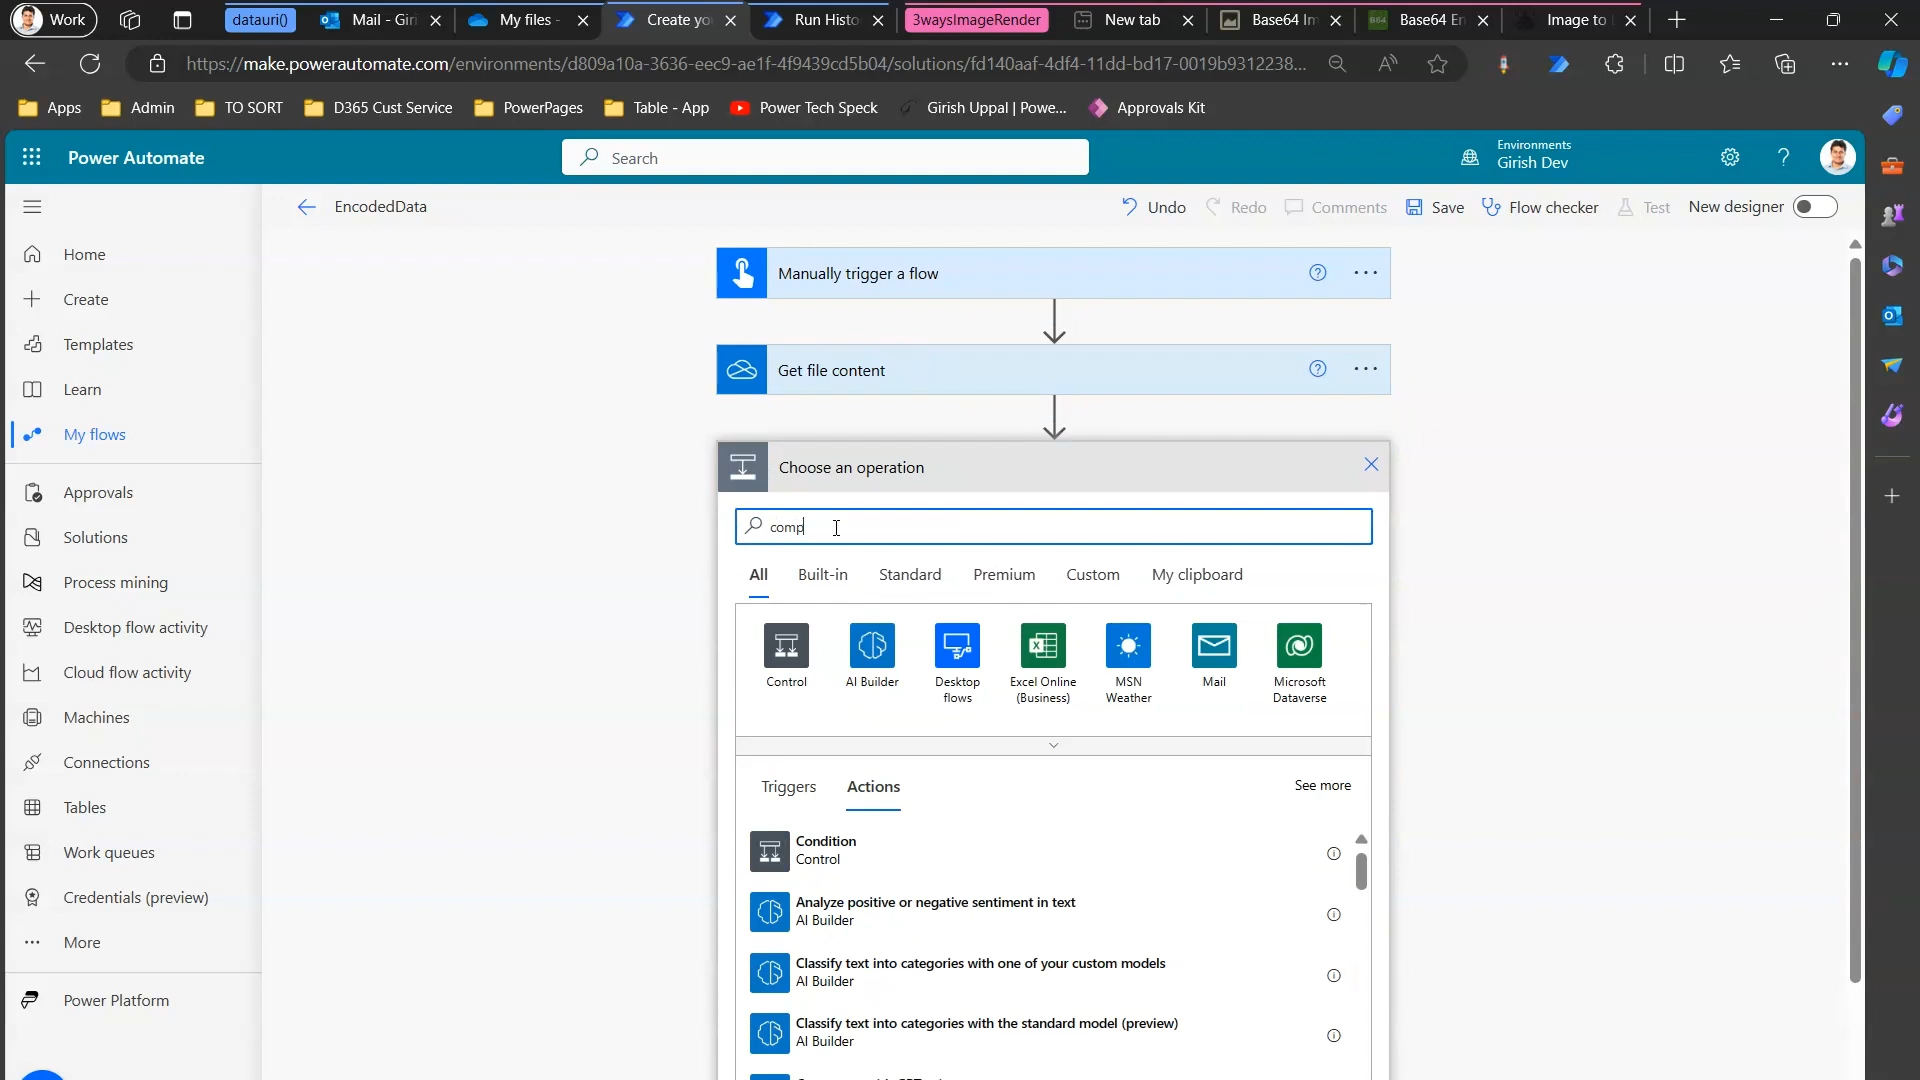 Work
datauri()
Mail - Giri
My files -
Create yo
Run Histo
3waysImageRender
New tab
Base64 Im
Base64 En
Image to
https://make.powerautomate.com/environments/d809a10a-3636-eec9-ae1f-4f9439cd5b04/solutions/fd140aaf-4df4-11dd-bd17-0019b9312238...
Apps
Admin
TO SORT
D365 Cust Service
PowerPages
Table - App
Power Tech Speck
Girish Uppal | Powe...
Approvals Kit
Power Automate
Search
Environments
Girish Dev
EncodedData
Undo
Redo
Comments
Save
Flow checker
Test
New designer
Home
Create
Templates
Learn
My flows
Approvals
Solutions
Process mining
Desktop flow activity
Cloud flow activity
Machines
Connections
Tables
Work queues
Credentials (preview)
More
Power Platform
Manually trigger a flow
Get file content
Choose an operation
comp
All
Built-in
Standard
Premium
Custom
My clipboard
Control
AI Builder
Desktop
flows
Excel Online
(Business)
MSN
Weather
Mail
Microsoft
Dataverse
Triggers
Actions
See more
Condition
Control
Analyze positive or negative sentiment in text
AI Builder
Classify text into categories with one of your custom models
AI Builder
Classify text into categories with the standard model (preview)
AI Builder